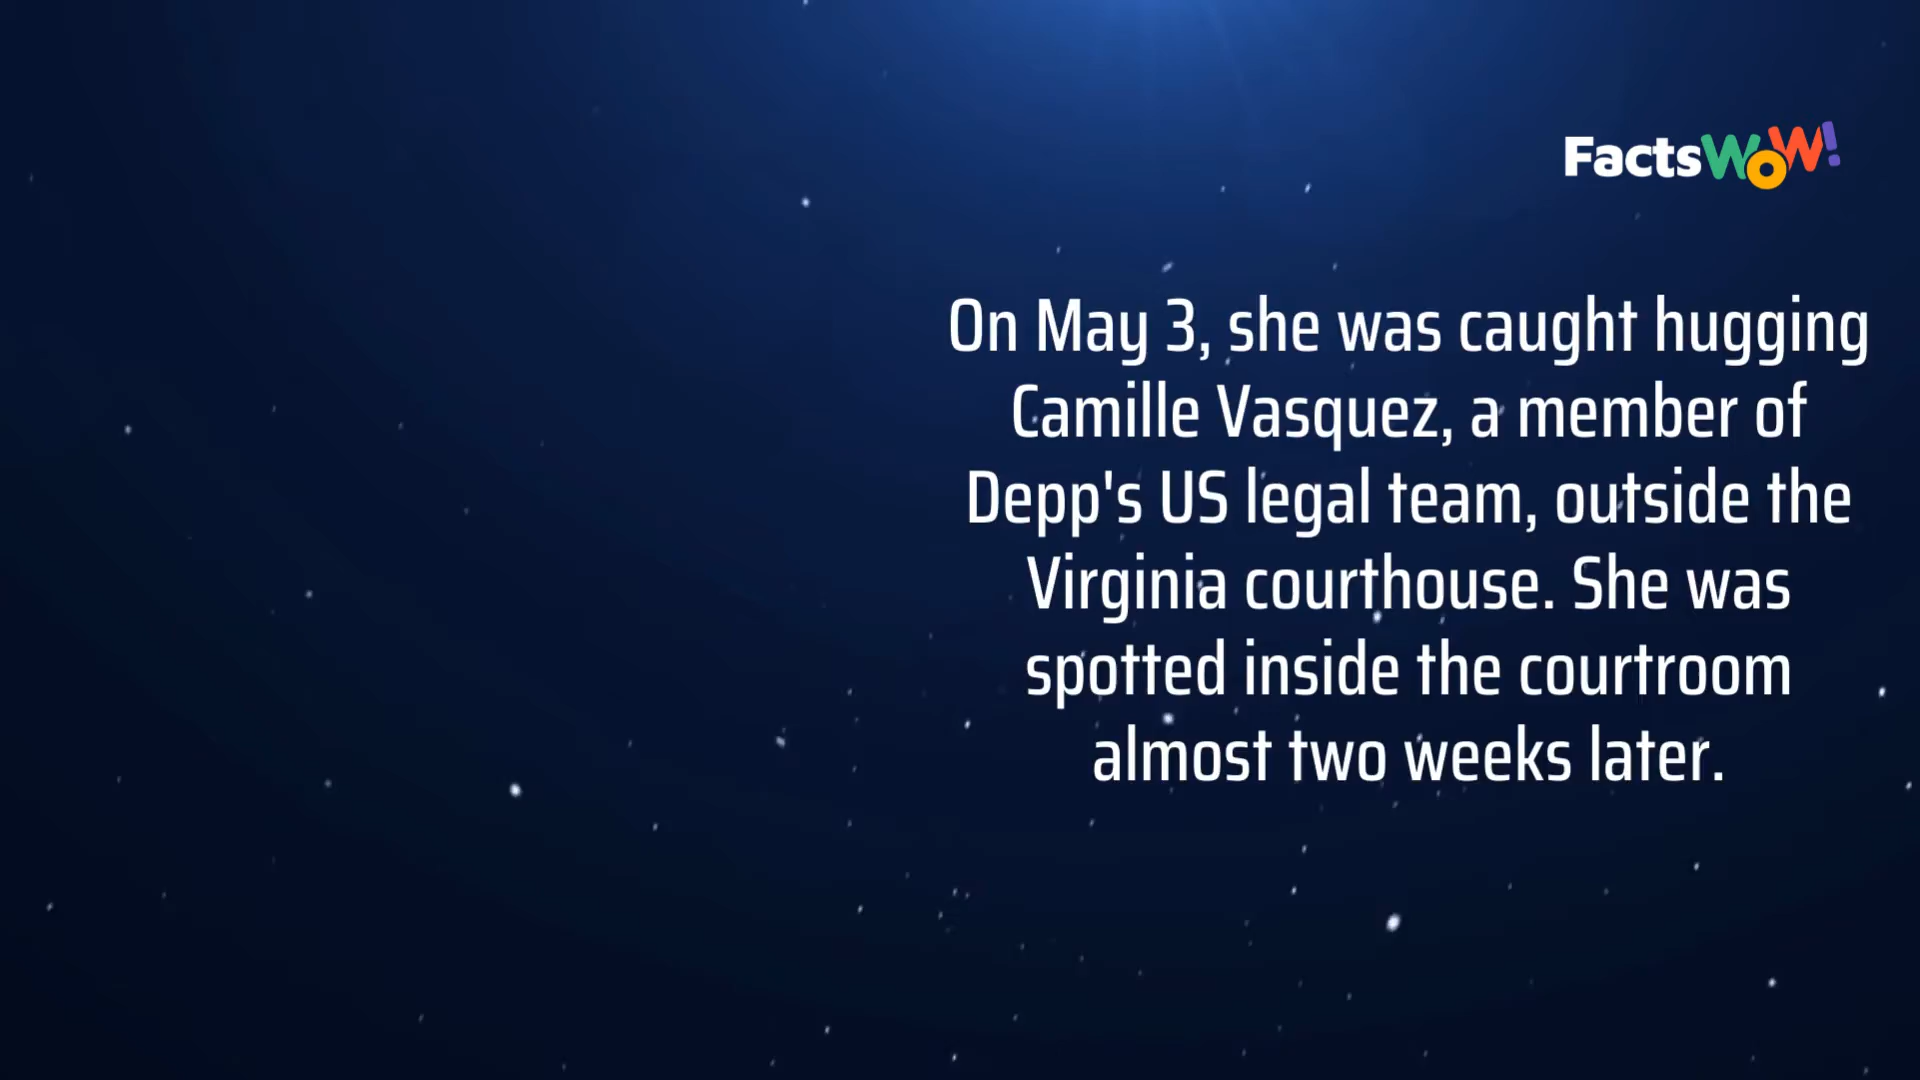 FactsWOW!
On May 3, she was caught hugging
Camille Vasquez, a member of
Depp's US legal team, outside the
Virginia courthouse. She was
spotted inside the courtroom
almost two weeks later.